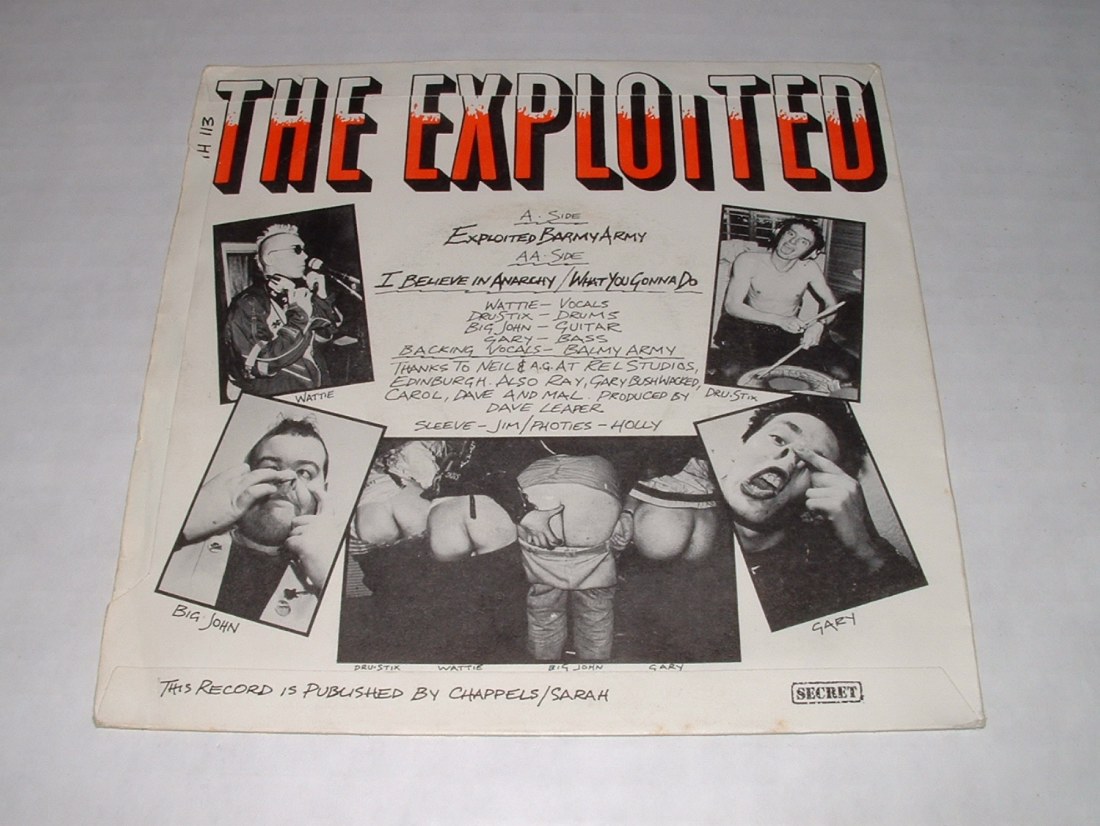 THE EXPLOITED
IH 113
A·SIDE
EXPLOITED BARMY ARMY
AA·SIDE
I BELIEVE IN ANARCHY / WHAT YOU GONNA DO
WATTIE – VOCALS
DRU·STIX – DRUMS
BIG JOHN – GUITAR
GARY – BASS
BACKING VOCALS – BALMY ARMY
THANKS TO NEIL & A.G. AT REL STUDIOS,
EDINBURGH. ALSO RAY, GARY BUSHWACKED,
CAROL, DAVE AND MAL. PRODUCED BY
DAVE LEAPER
SLEEVE – JIM / PHOTIES – HOLLY
WATTIE
DRU·STIX
BIG JOHN
GARY
DRU·STIX WATTIE BIG JOHN GARY
THIS RECORD IS PUBLISHED BY CHAPPELS/SARAH
SECRET